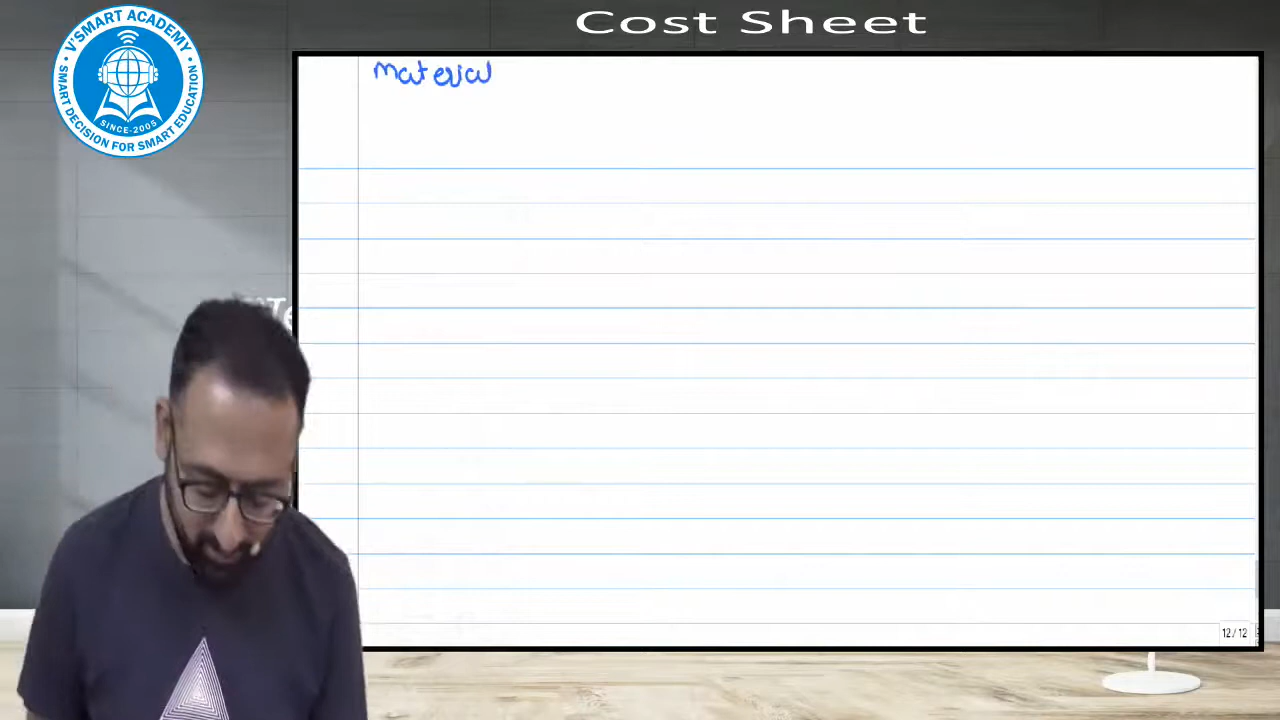 Cost Sheet
V'SMART ACADEMY
SINCE-2005
SMART DECISION FOR SMART EDUCATION
Material
12/12